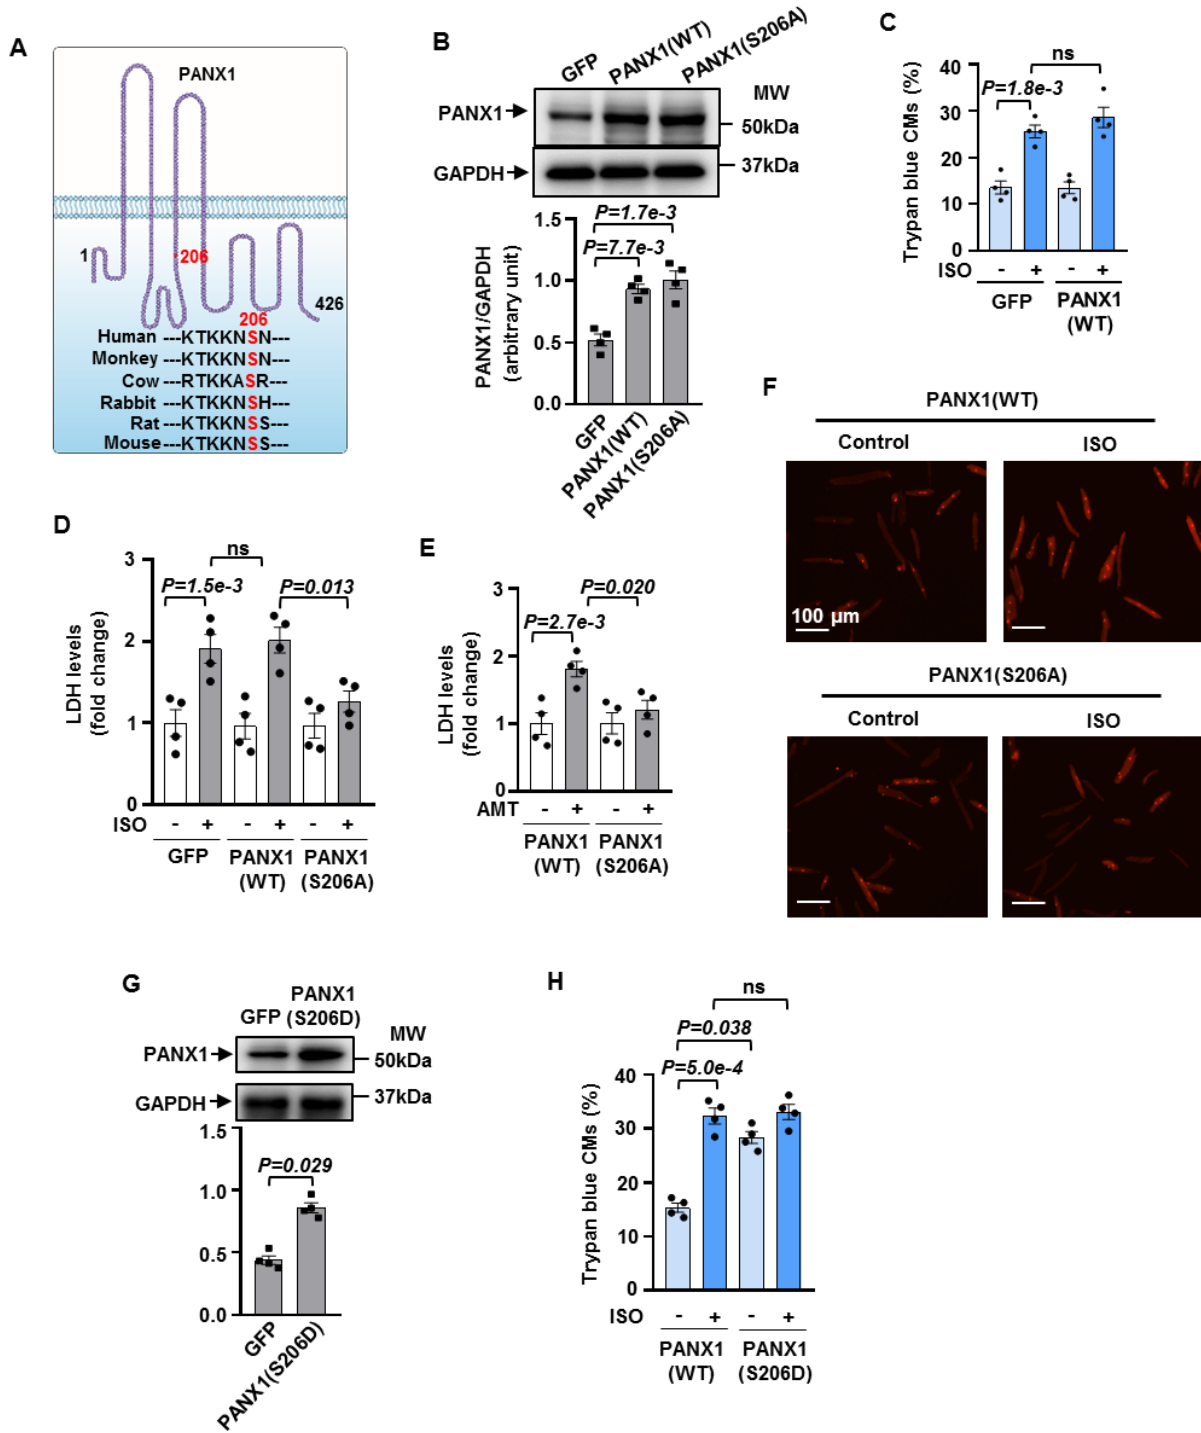 A
PANX1
1
206
426
206
Human ---KTKKNSN---
Monkey ---KTKKNSN---
Cow ---RTKKASR---
Rabbit ---KTKKNSH---
Rat ---KTKKNSS---
Mouse ---KTKKNSS---
B
GFP
PANX1(WT)
PANX1(S206A)
MW
PANX1
50kDa
GAPDH
37kDa
PANX1/GAPDH
(arbitrary unit)
1.5
1.0
0.5
0.0
P=1.7e-3
P=7.7e-3
GFP
PANX1(WT)
PANX1(S206A)
C
Trypan blue CMs (%)
40
30
20
10
0
P=1.8e-3
ns
ISO - + - +
GFP PANX1
(WT)
D
LDH levels
(fold change)
3
2
1
0
P=1.5e-3
ns
P=0.013
ISO - + - + - +
GFP PANX1 PANX1
(WT) (S206A)
E
LDH levels
(fold change)
3
2
1
0
P=2.7e-3
P=0.020
AMT - + - +
PANX1 PANX1
(WT) (S206A)
F
PANX1(WT)
Control ISO
100 μm
PANX1(S206A)
Control ISO
G
PANX1
GFP (S206D)
MW
PANX1
50kDa
GAPDH
37kDa
1.5
1.0
0.5
0.0
P=0.029
GFP
PANX1(S206D)
H
Trypan blue CMs (%)
40
30
20
10
0
ns
P=0.038
P=5.0e-4
ISO - + - +
PANX1 PANX1
(WT) (S206D)